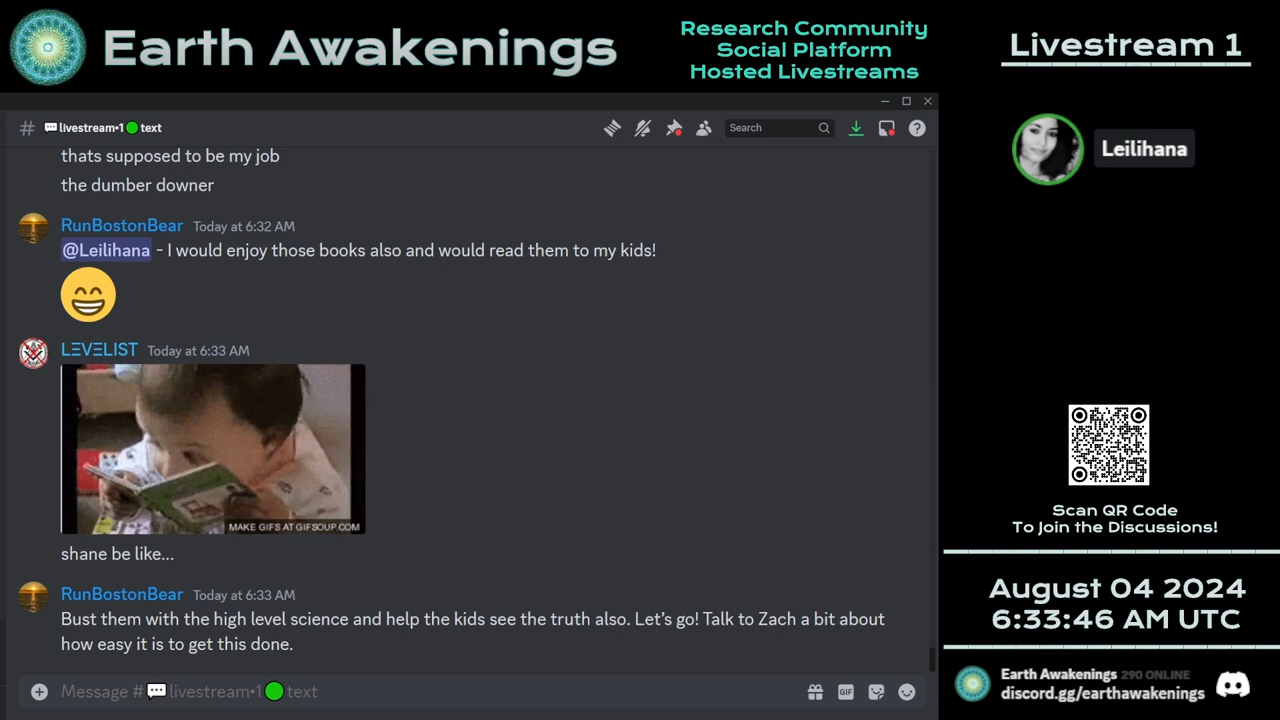 Earth Awakenings
Research Community
Social Platform
Hosted Livestreams
Livestream 1
livestream•1 text
Search
thats supposed to be my job
the dumber downer
RunBostonBear Today at 6:32 AM
@Leilihana - I would enjoy those books also and would read them to my kids!
LΞVΞLIST Today at 6:33 AM
MAKE GIFS AT GIFSOUP.COM
shane be like...
RunBostonBear Today at 6:33 AM
Bust them with the high level science and help the kids see the truth also. Let's go! Talk to Zach a bit about
how easy it is to get this done.
Message # livestream•1 text
GIF
Leilihana
Scan QR Code
To Join the Discussions!
August 04 2024
6:33:46 AM UTC
Earth Awakenings 290 ONLINE
discord.gg/earthawakenings